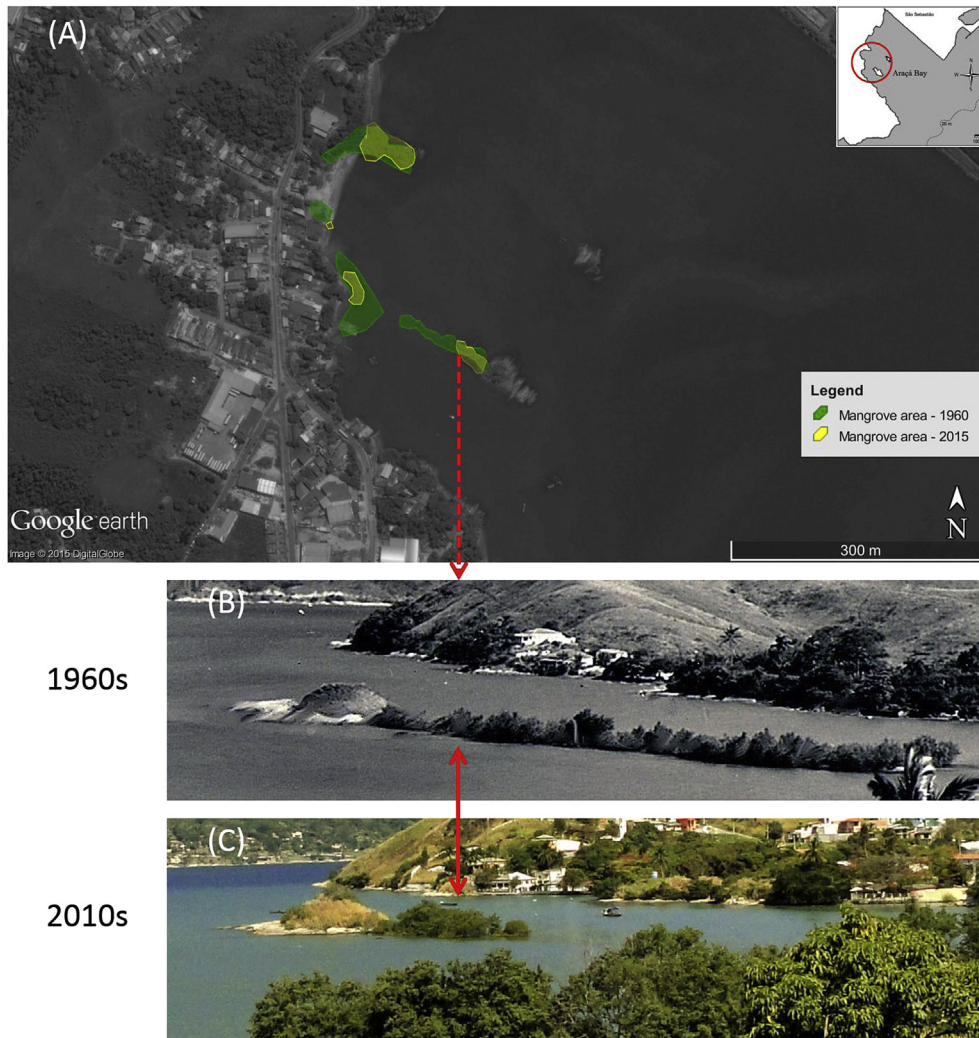 (A)
São Sebastião
Araçá Bay
N
W
E
S
20 m
Legend
Mangrove area - 1960
Mangrove area - 2015
Google earth
Image © 2015 DigitalGlobe
N
300 m
(B)
1960s
(C)
2010s